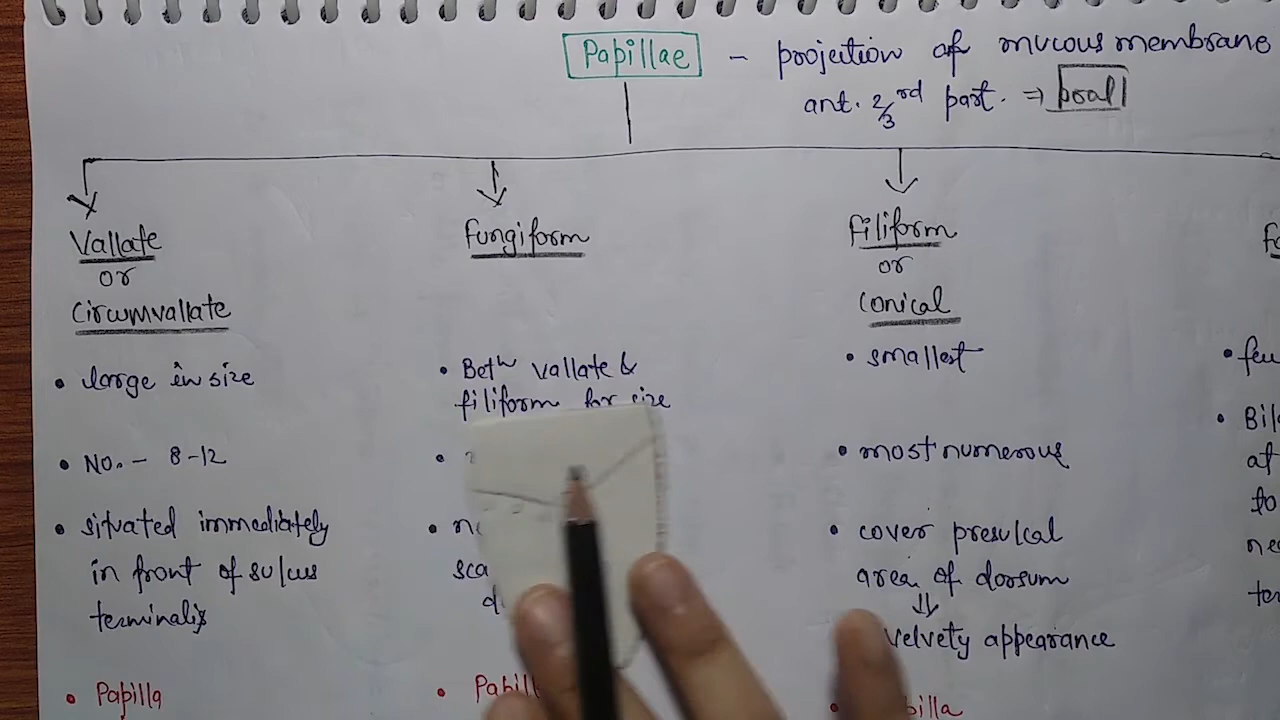 Papillae - projection of mucous membrane
ant. 2/3rd part. ⇒ oral
Vallate
or
Circumvallate
• large in size
• No. - 8-12
• situated immediately
in front of sulcus
terminalis
• Papilla
Fungiform
• Betw vallate &
filiform for size
Filiform
or
Conical
• smallest
• most numerous
• cover presulcal
area of dorsum
⇓
velvety appearance